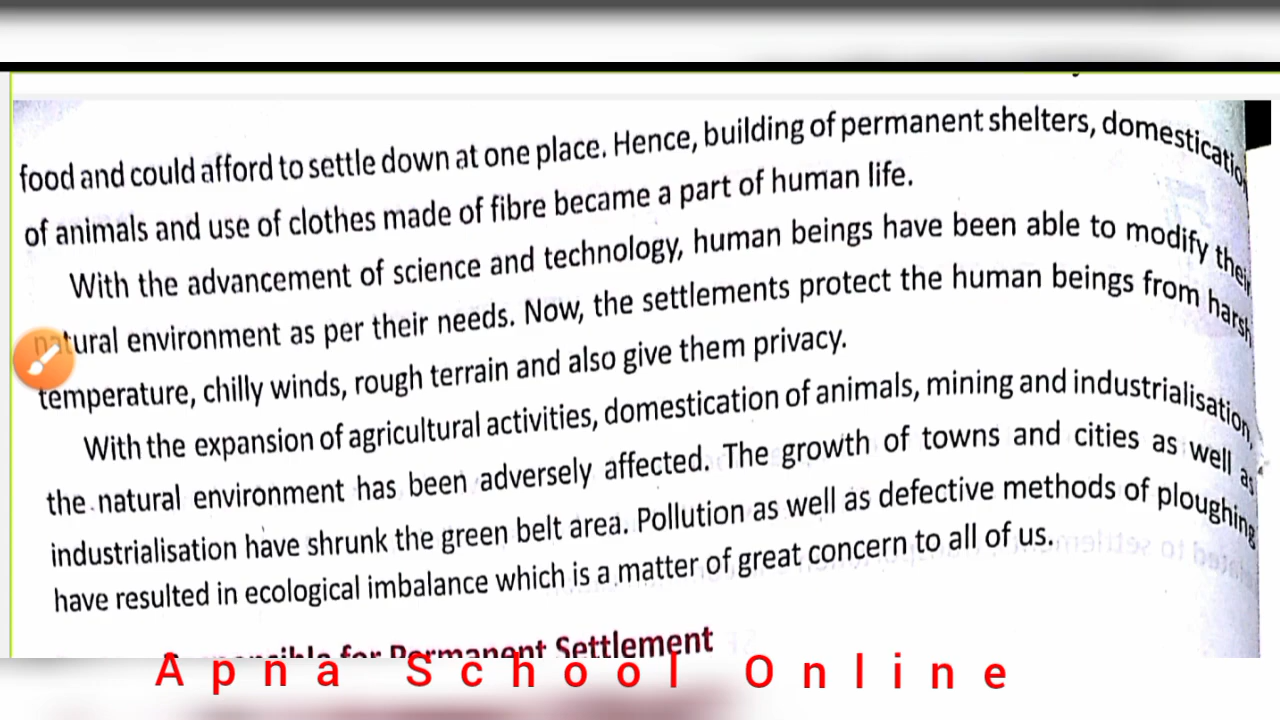 food and could afford to settle down at one place. Hence, building of permanent shelters, domestication
of animals and use of clothes made of fibre became a part of human life.
With the advancement of science and technology, human beings have been able to modify their
natural environment as per their needs. Now, the settlements protect the human beings from harsh
temperature, chilly winds, rough terrain and also give them privacy.
With the expansion of agricultural activities, domestication of animals, mining and industrialisation,
the natural environment has been adversely affected. The growth of towns and cities as well as
industrialisation have shrunk the green belt area. Pollution as well as defective methods of ploughing
have resulted in ecological imbalance which is a matter of great concern to all of us.
for Permanent Settlement
Apna School Online